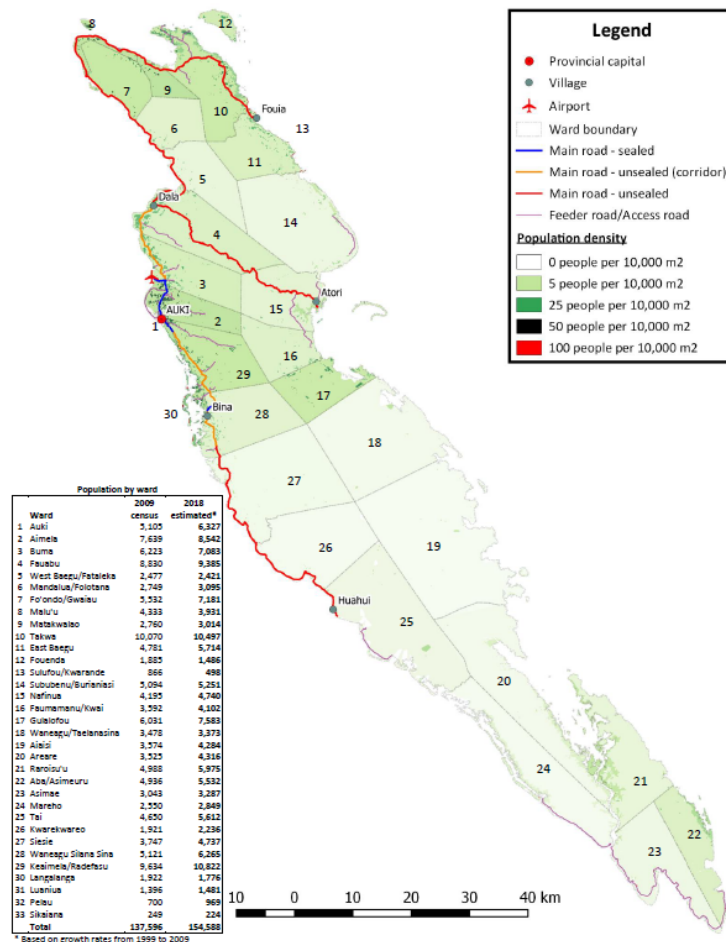 8
12
Legend
Provincial capital
Village
Airport
Ward boundary
Main road - sealed
Main road - unsealed (corridor)
Main road - unsealed
Feeder road/Access road
Population density
0 people per 10,000 m2
5 people per 10,000 m2
25 people per 10,000 m2
50 people per 10,000 m2
100 people per 10,000 m2
7
9
10
Fouia
13
6
11
5
Dala
14
4
3
Atori
15
AUKI
1
2
16
29
17
30
Bina
28
18
27
26
19
Huahui
25
20
24
21
22
23
Population by ward
2009 2018
Ward census estimated*
1 Auki 5,105 6,327
2 Aimela 7,639 8,542
3 Buma 6,223 7,083
4 Fauabu 8,830 9,385
5 West Baegu/Fataleka 2,477 2,421
6 Mandalua/Folotana 2,749 3,095
7 Fo'ondo/Gwaiau 5,532 7,181
8 Malu'u 4,333 3,931
9 Matakwalao 2,760 3,014
10 Takwa 10,070 10,497
11 East Baegu 4,781 5,714
12 Fouenda 1,885 1,486
13 Sulufou/Kwarande 866 498
14 Sububenu/Burianiasi 5,094 5,251
15 Nafinua 4,195 4,740
16 Faumamanu/Kwai 3,592 4,102
17 Gulalofou 6,031 7,583
18 Waneagu/Taelanasina 3,478 3,373
19 Aiaisi 3,574 4,284
20 Areare 3,525 4,316
21 Raroisu'u 4,988 5,975
22 Aba/Asimeuru 4,936 5,532
23 Asimae 3,043 3,287
24 Mareho 2,550 2,849
25 Tai 4,650 5,612
26 Kwarekwareo 1,921 2,236
27 Siesie 3,747 4,737
28 Waneagu Silana Sina 5,121 6,265
29 Keaimela/Radefasu 9,634 10,822
30 Langalanga 1,922 1,776
31 Luaniua 1,396 1,481
32 Pelau 700 969
33 Sikaiana 249 224
Total 137,596 154,588
* Based on growth rates from 1999 to 2009
10 0 10 20 30 40 km